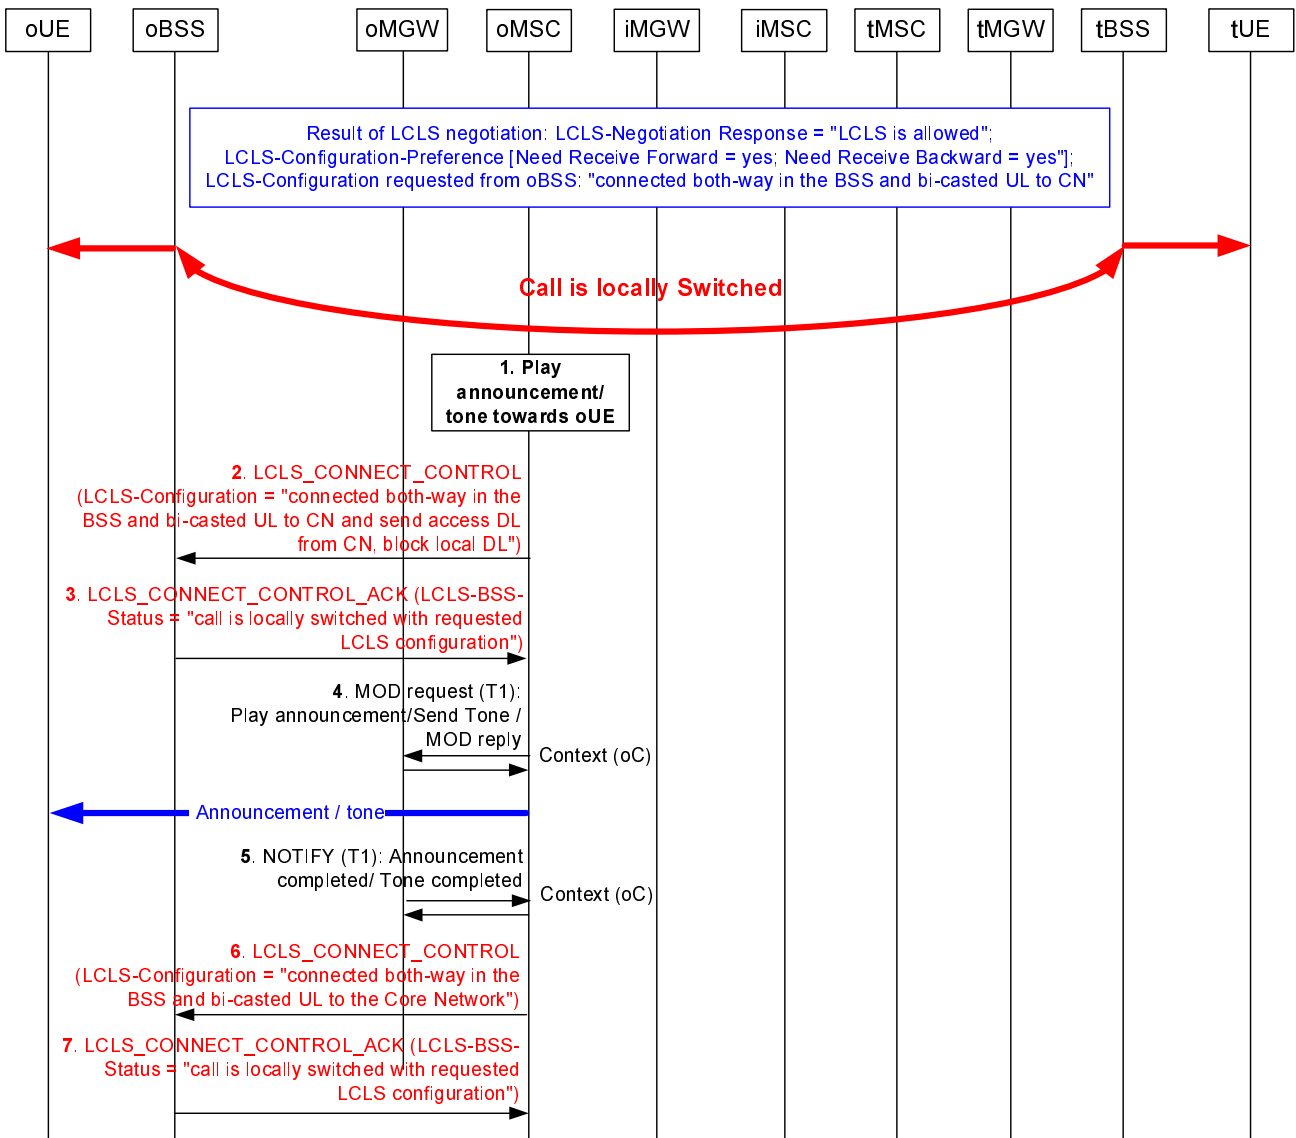 oUE oBSS oMGW oMSC iMGW iMSC tMSC tMGW tBSS tUE
Result of LCLS negotiation: LCLS-Negotiation Response = "LCLS is allowed";
LCLS-Configuration-Preference [Need Receive Forward = yes; Need Receive Backward = yes"];
LCLS-Configuration requested from oBSS: "connected both-way in the BSS and bi-casted UL to CN"
Call is locally Switched
1. Play
announcement/
tone towards oUE
2. LCLS_CONNECT_CONTROL
(LCLS-Configuration = "connected both-way in the
BSS and bi-casted UL to CN and send access DL
from CN, block local DL")
3. LCLS_CONNECT_CONTROL_ACK (LCLS-BSS-
Status = "call is locally switched with requested
LCLS configuration")
4. MOD request (T1):
Play announcement/Send Tone /
MOD reply
Context (oC)
Announcement / tone
5. NOTIFY (T1): Announcement
completed/ Tone completed
Context (oC)
6. LCLS_CONNECT_CONTROL
(LCLS-Configuration = "connected both-way in the
BSS and bi-casted UL to the Core Network")
7. LCLS_CONNECT_CONTROL_ACK (LCLS-BSS-
Status = "call is locally switched with requested
LCLS configuration")